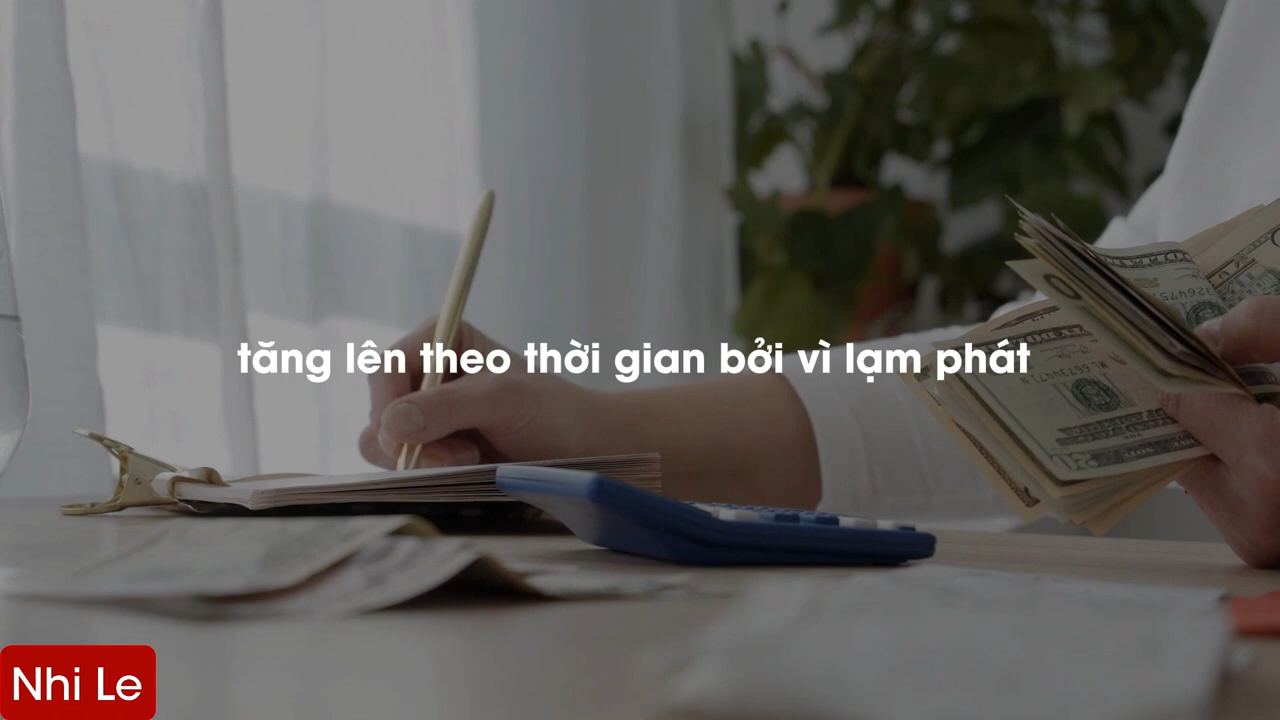 tăng lên theo thời gian bởi vì lạm phát
Nhi Le